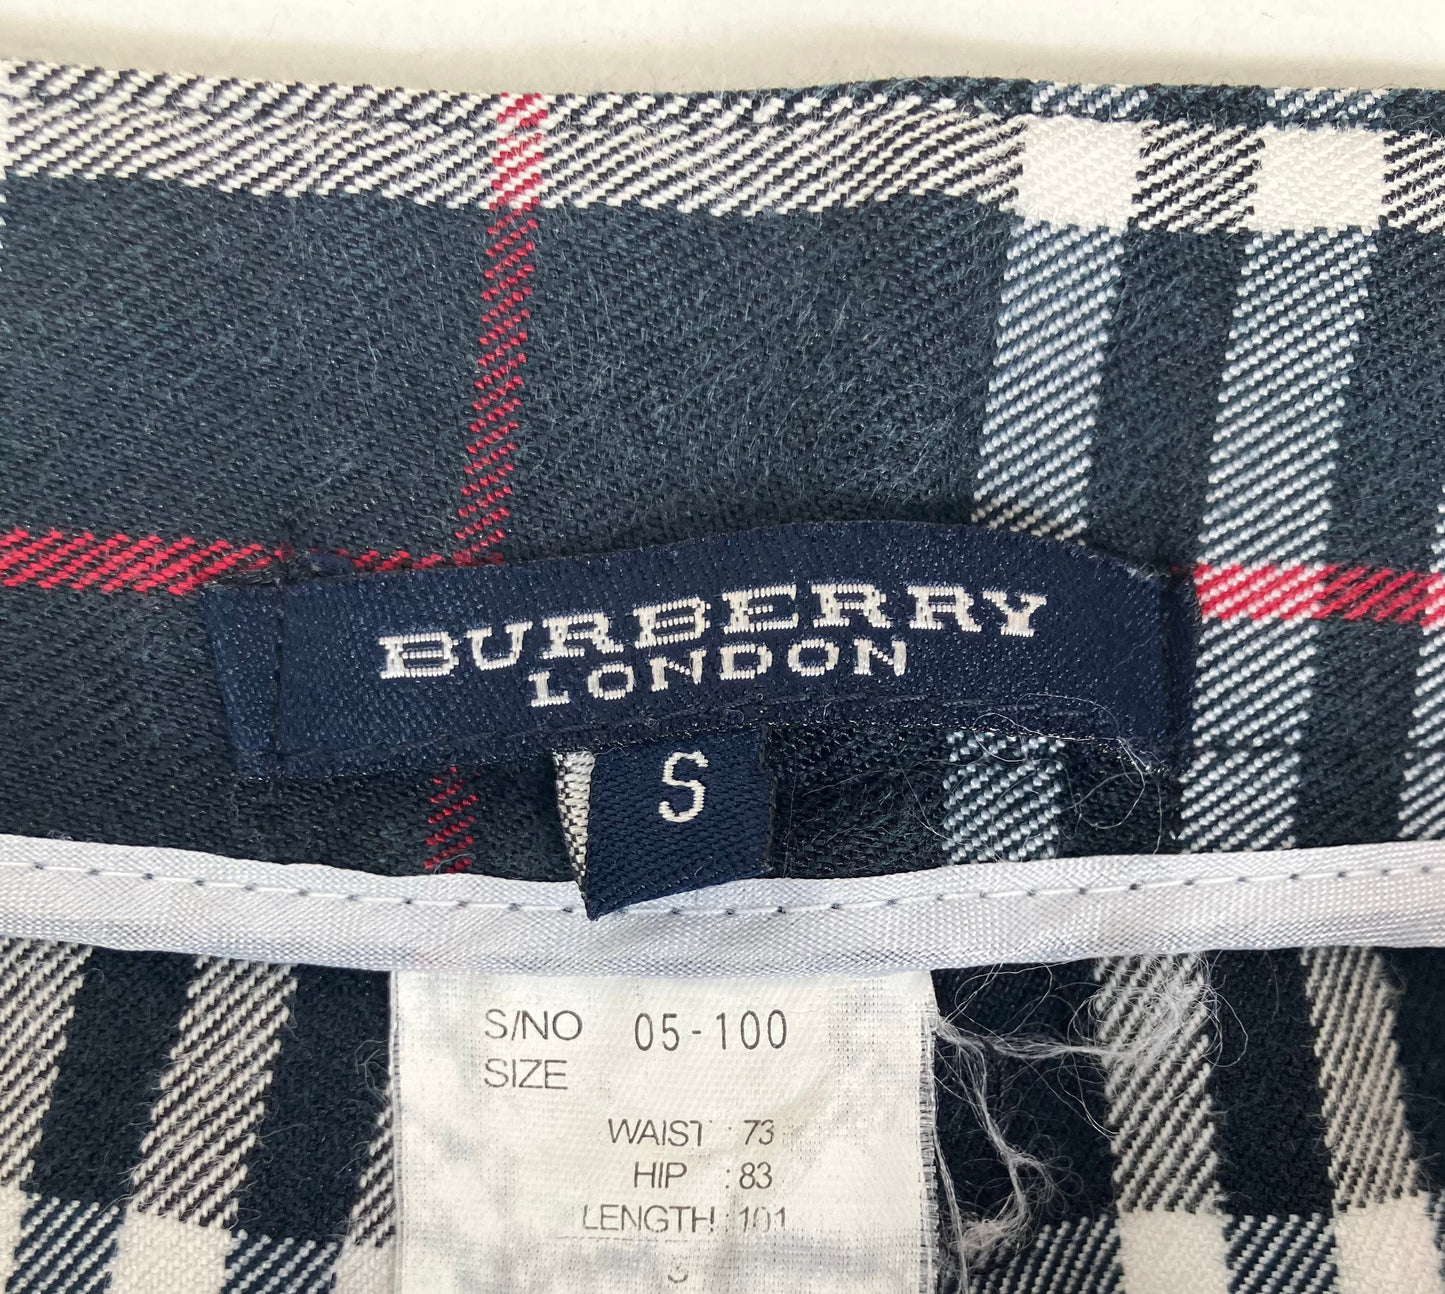 BURBERRY
LONDON
S
S/NO 05-100
SIZE
WAIST : 73
HIP : 83
LENGTH : 101